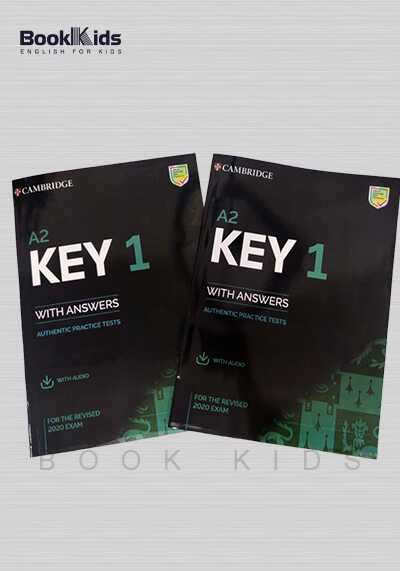 BookKids
ENGLISH FOR KIDS
CAMBRIDGE
A2
KEY 1
WITH ANSWERS
AUTHENTIC PRACTICE TESTS
WITH AUDIO
FOR THE REVISED
2020 EXAM
CAMBRIDGE
A2
KEY 1
WITH ANSWERS
AUTHENTIC PRACTICE TESTS
WITH AUDIO
FOR THE REVISED
2020 EXAM
BOOK KIDS